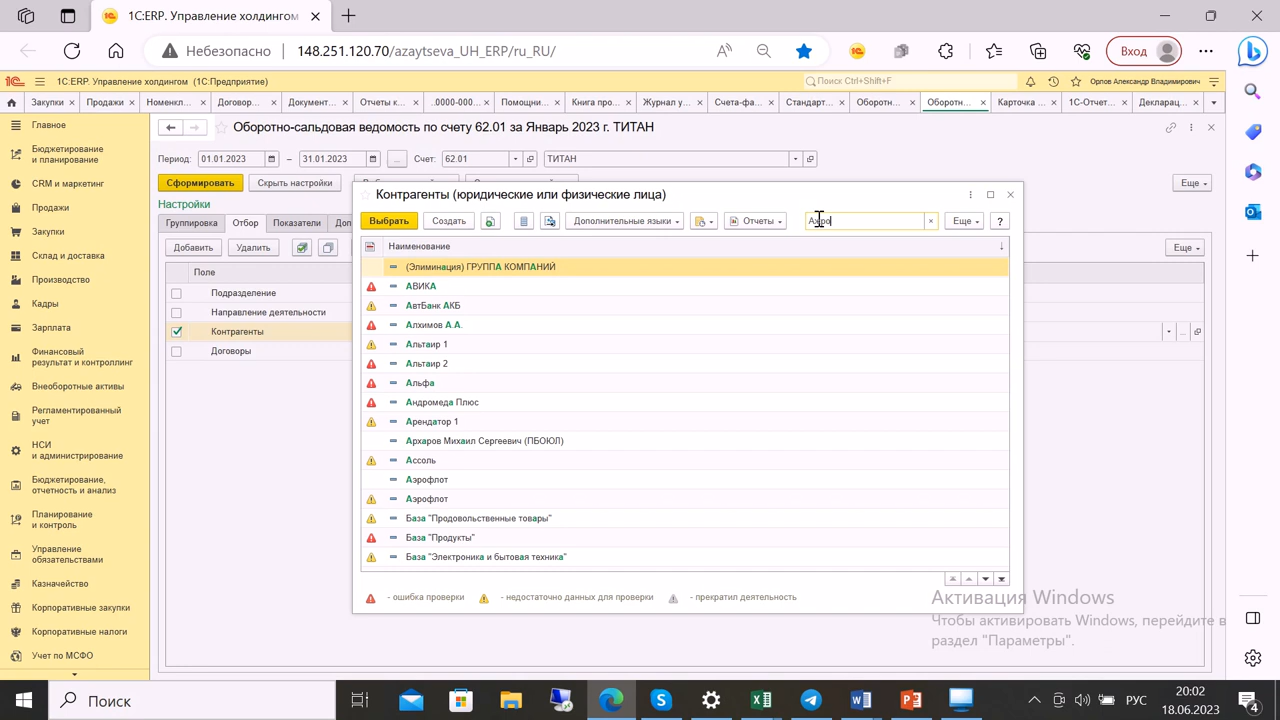 1С:ERP. Управление холдингом
Небезопасно 148.251.120.70/azaytseva_UH_ERP/ru_RU/ Вход
1С:ERP. Управление холдингом (1С:Предприятие) Поиск Ctrl+Shift+F Орлов Александр Владимирович
Закупки Продажи Номенкл... Договор... Документ... Отчеты к... ..0000-000... Помощни... Книга про... Журнал у... Счета-фа... Стандарт... Оборотн... Оборотн... Карточка ... 1С-Отчет... Деклара...
Главное
Бюджетирование
и планирование
CRM и маркетинг
Продажи
Закупки
Склад и доставка
Производство
Кадры
Зарплата
Финансовый
результат и контроллинг
Внеоборотные активы
Регламентированный
учет
НСИ
и администрирование
Бюджетирование,
отчетность и анализ
Планирование
и контроль
Управление
обязательствами
Казначейство
Корпоративные закупки
Корпоративные налоги
Учет по МСФО
Оборотно-сальдовая ведомость по счету 62.01 за Январь 2023 г. ТИТАН
Период: 01.01.2023 – 31.01.2023 ... Счет: 62.01 ТИТАН
Сформировать Скрыть настройки Еще
Настройки
Группировка Отбор Показатели Доп
Добавить Удалить Еще
Поле
Подразделение
Направление деятельности
Контрагенты
Договоры
Контрагенты (юридические или физические лица)
Выбрать Создать Дополнительные языки Отчеты Еще ?
Наименование
(Элиминация) ГРУППА КОМПАНИЙ
АВИКА
АвтБанк АКБ
Алхимов А.А.
Альтаир 1
Альтаир 2
Альфа
Андромеда Плюс
Арендатор 1
Архаров Михаил Сергеевич (ПБОЮЛ)
Ассоль
Аэрофлот
Аэрофлот
База "Продовольственные товары"
База "Продукты"
База "Электроника и бытовая техника"
- ошибка проверки - недостаточно данных для проверки - прекратил деятельность
Активация Windows
Чтобы активировать Windows, перейдите в
раздел "Параметры".
Поиск РУС 20:02
18.06.2023 4